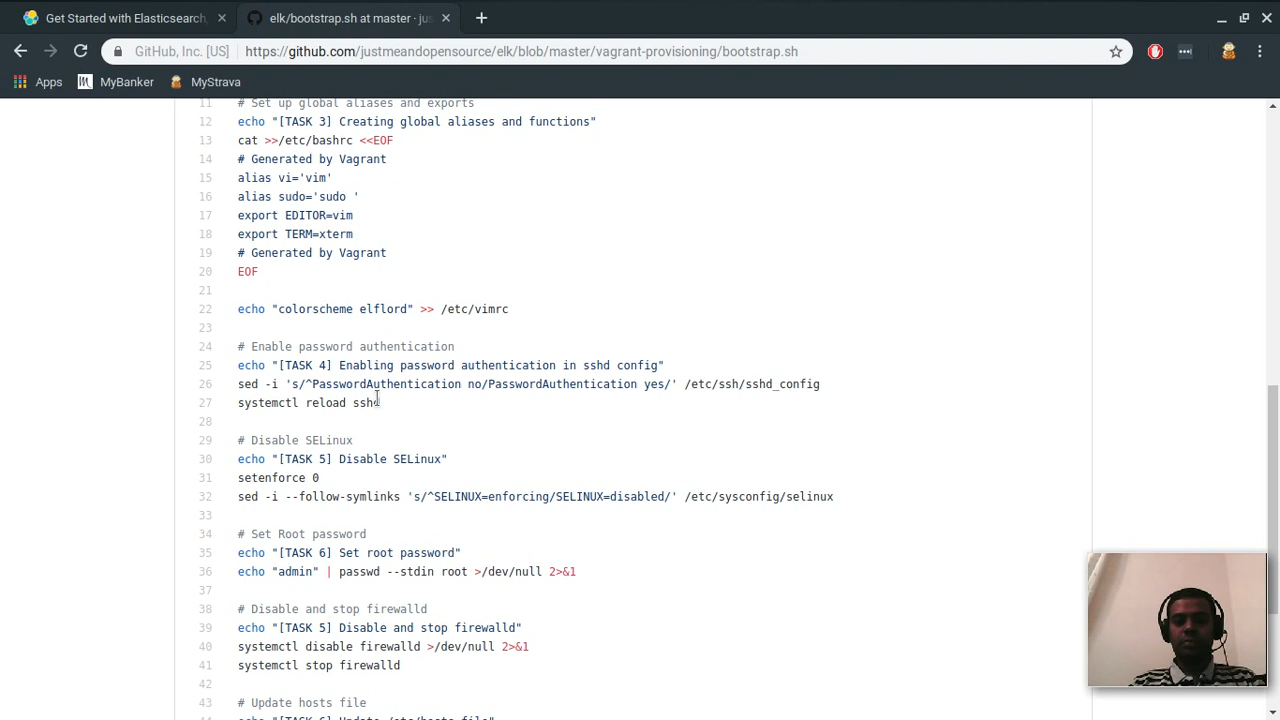 Get Started with Elasticsearch,
elk/bootstrap.sh at master · jus
GitHub, Inc. [US]
https://github.com/justmeandopensource/elk/blob/master/vagrant-provisioning/bootstrap.sh
Apps
MyBanker
MyStrava
11 # Set up global aliases and exports
12 echo "[TASK 3] Creating global aliases and functions"
13 cat >>/etc/bashrc <<EOF
14 # Generated by Vagrant
15 alias vi='vim'
16 alias sudo='sudo '
17 export EDITOR=vim
18 export TERM=xterm
19 # Generated by Vagrant
20 EOF
21
22 echo "colorscheme elflord" >> /etc/vimrc
23
24 # Enable password authentication
25 echo "[TASK 4] Enabling password authentication in sshd config"
26 sed -i 's/^PasswordAuthentication no/PasswordAuthentication yes/' /etc/ssh/sshd_config
27 systemctl reload sshd
28
29 # Disable SELinux
30 echo "[TASK 5] Disable SELinux"
31 setenforce 0
32 sed -i --follow-symlinks 's/^SELINUX=enforcing/SELINUX=disabled/' /etc/sysconfig/selinux
33
34 # Set Root password
35 echo "[TASK 6] Set root password"
36 echo "admin" | passwd --stdin root >/dev/null 2>&1
37
38 # Disable and stop firewalld
39 echo "[TASK 5] Disable and stop firewalld"
40 systemctl disable firewalld >/dev/null 2>&1
41 systemctl stop firewalld
42
43 # Update hosts file
44 echo "[TASK 6] Update /etc/hosts file"